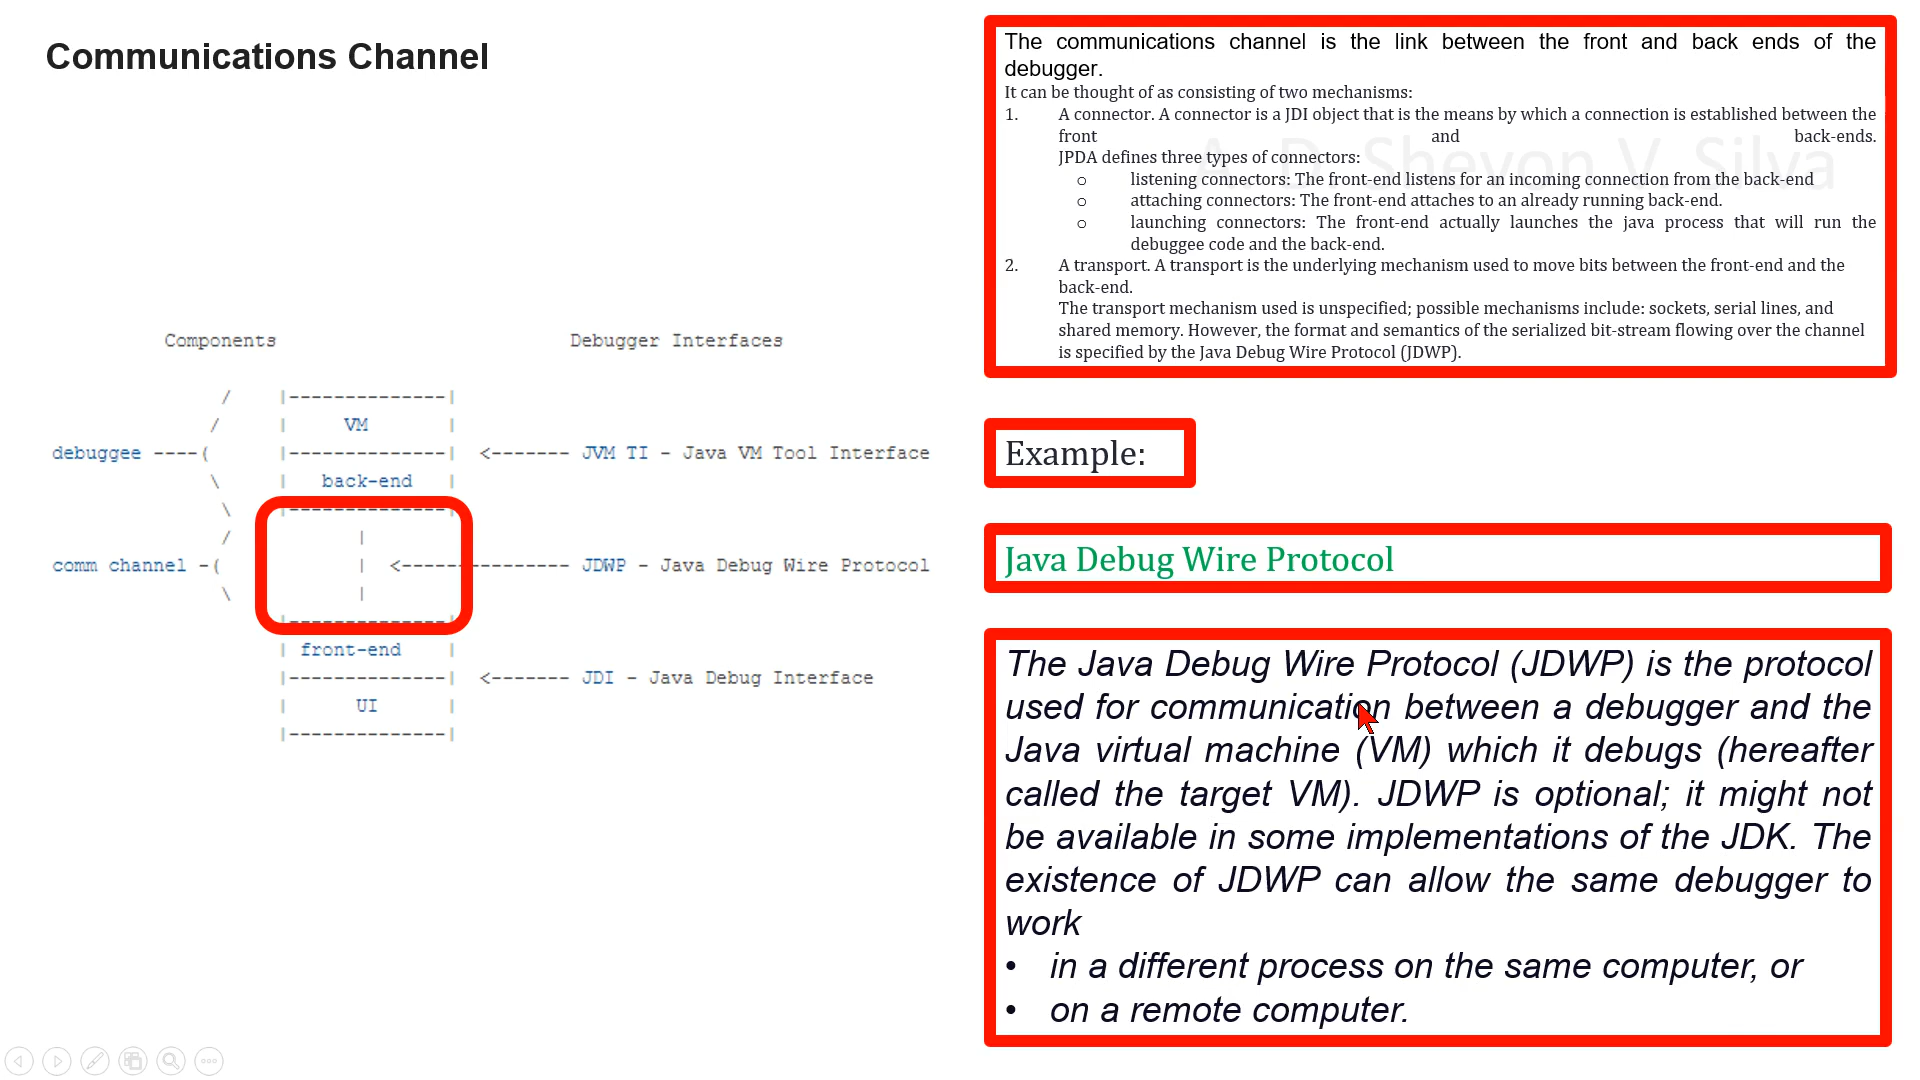 Communications Channel
The communications channel is the link between the front and back ends of the
debugger.
It can be thought of as consisting of two mechanisms:
1. A connector. A connector is a JDI object that is the means by which a connection is established between the
front and back-ends.
JPDA defines three types of connectors:
o listening connectors: The front-end listens for an incoming connection from the back-end
o attaching connectors: The front-end attaches to an already running back-end.
o launching connectors: The front-end actually launches the java process that will run the
debuggee code and the back-end.
2. A transport. A transport is the underlying mechanism used to move bits between the front-end and the
back-end.
The transport mechanism used is unspecified; possible mechanisms include: sockets, serial lines, and
shared memory. However, the format and semantics of the serialized bit-stream flowing over the channel
is specified by the Java Debug Wire Protocol (JDWP).
A. D. Shevon V. Silva
Components Debugger Interfaces
/ |--------------|
/ | VM |
debuggee ----( |--------------| <------- JVM TI - Java VM Tool Interface
\ | back-end |
\ |--------------|
/ |
comm channel -( | <--------------- JDWP - Java Debug Wire Protocol
\ |
|--------------|
| front-end |
|--------------| <------- JDI - Java Debug Interface
| UI |
|--------------|
Example:
Java Debug Wire Protocol
The Java Debug Wire Protocol (JDWP) is the protocol
used for communication between a debugger and the
Java virtual machine (VM) which it debugs (hereafter
called the target VM). JDWP is optional; it might not
be available in some implementations of the JDK. The
existence of JDWP can allow the same debugger to
work
• in a different process on the same computer, or
• on a remote computer.